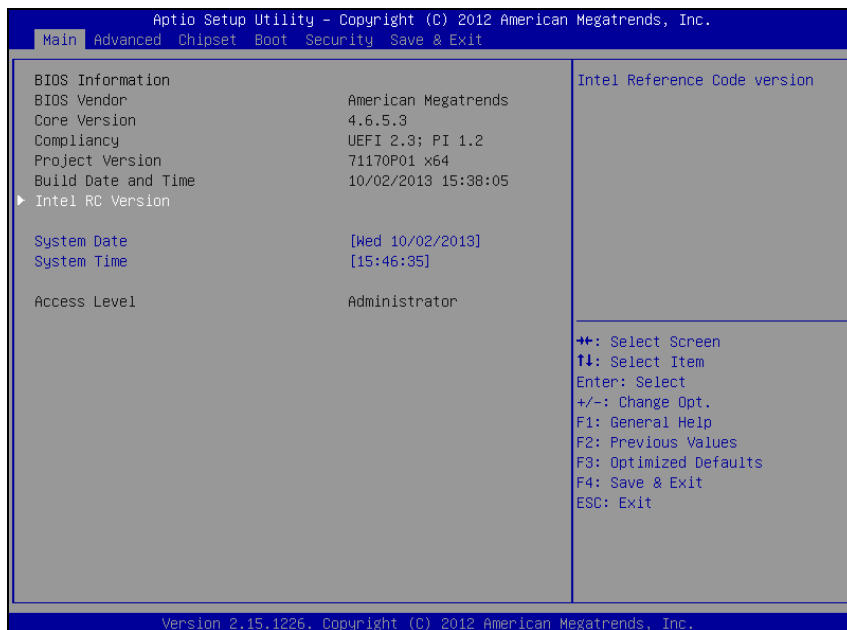 Aptio Setup Utility – Copyright (C) 2012 American Megatrends, Inc.
Main Advanced Chipset Boot Security Save & Exit
BIOS Information
BIOS Vendor American Megatrends
Core Version 4.6.5.3
Compliancy UEFI 2.3; PI 1.2
Project Version 71170P01 x64
Build Date and Time 10/02/2013 15:38:05
▶ Intel RC Version
System Date [Wed 10/02/2013]
System Time [15:46:35]
Access Level Administrator
Intel Reference Code version
→←: Select Screen
↑↓: Select Item
Enter: Select
+/-: Change Opt.
F1: General Help
F2: Previous Values
F3: Optimized Defaults
F4: Save & Exit
ESC: Exit
Version 2.15.1226. Copyright (C) 2012 American Megatrends, Inc.